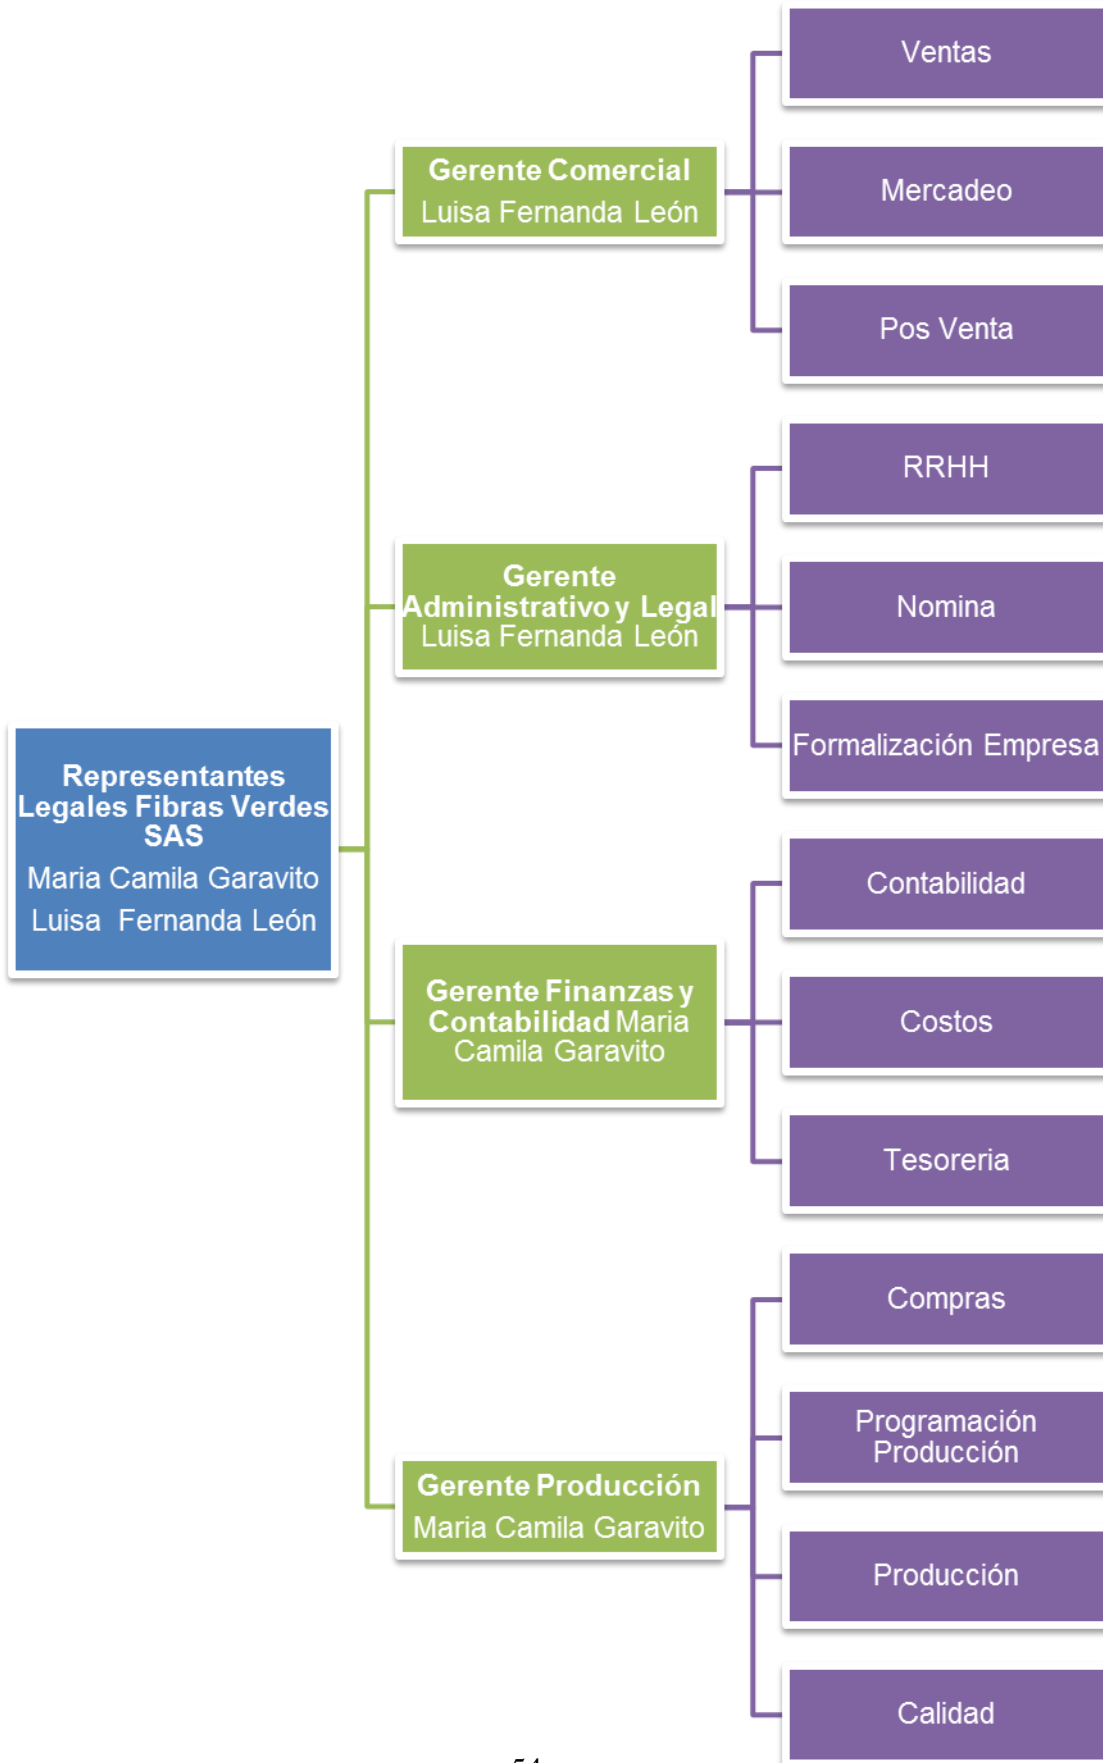 Representantes
Legales Fibras Verdes
SAS
Maria Camila Garavito
Luisa Fernanda León
Gerente Comercial
Luisa Fernanda León
Ventas
Mercadeo
Pos Venta
Gerente
Administrativo y Legal
Luisa Fernanda León
RRHH
Nomina
Formalización Empresa
Gerente Finanzas y
Contabilidad Maria
Camila Garavito
Contabilidad
Costos
Tesoreria
Gerente Producción
Maria Camila Garavito
Compras
Programación
Producción
Producción
Calidad